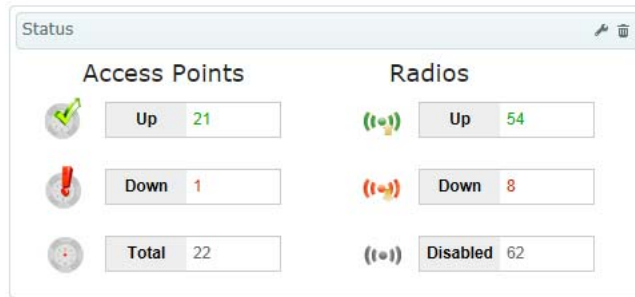 Status
Access Points
Radios
Up 21
Up 54
Down 1
Down 8
Total 22
Disabled 62